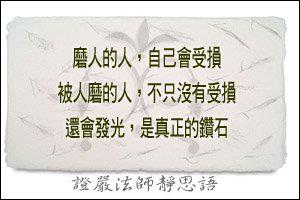 磨人的人，自己會受損
被人磨的人，不只沒有受損
還會發光，是真正的鑽石
證嚴法師靜思語